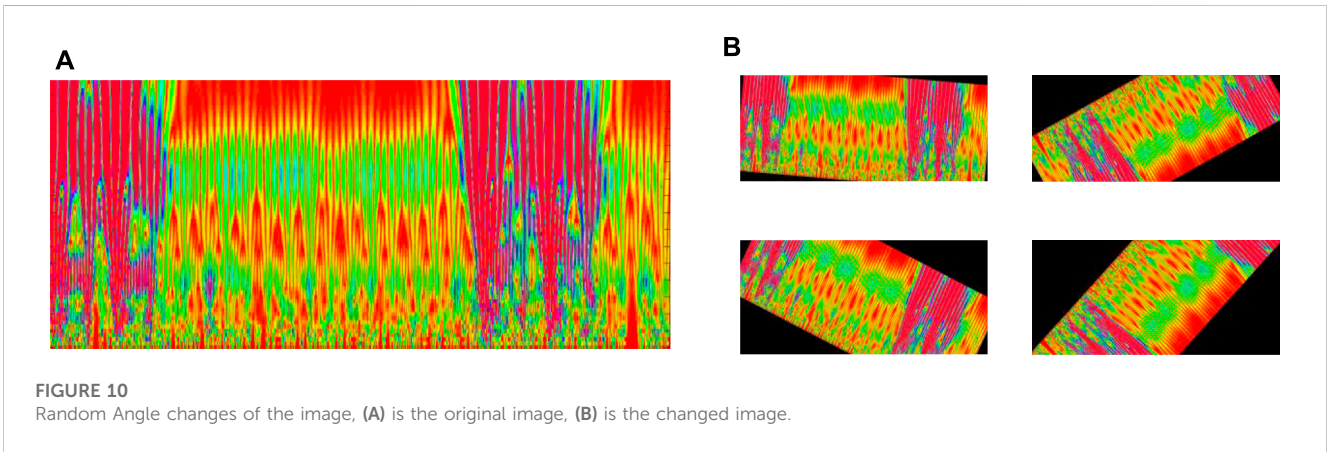 A
B
FIGURE 10
Random Angle changes of the image, (A) is the original image, (B) is the changed image.